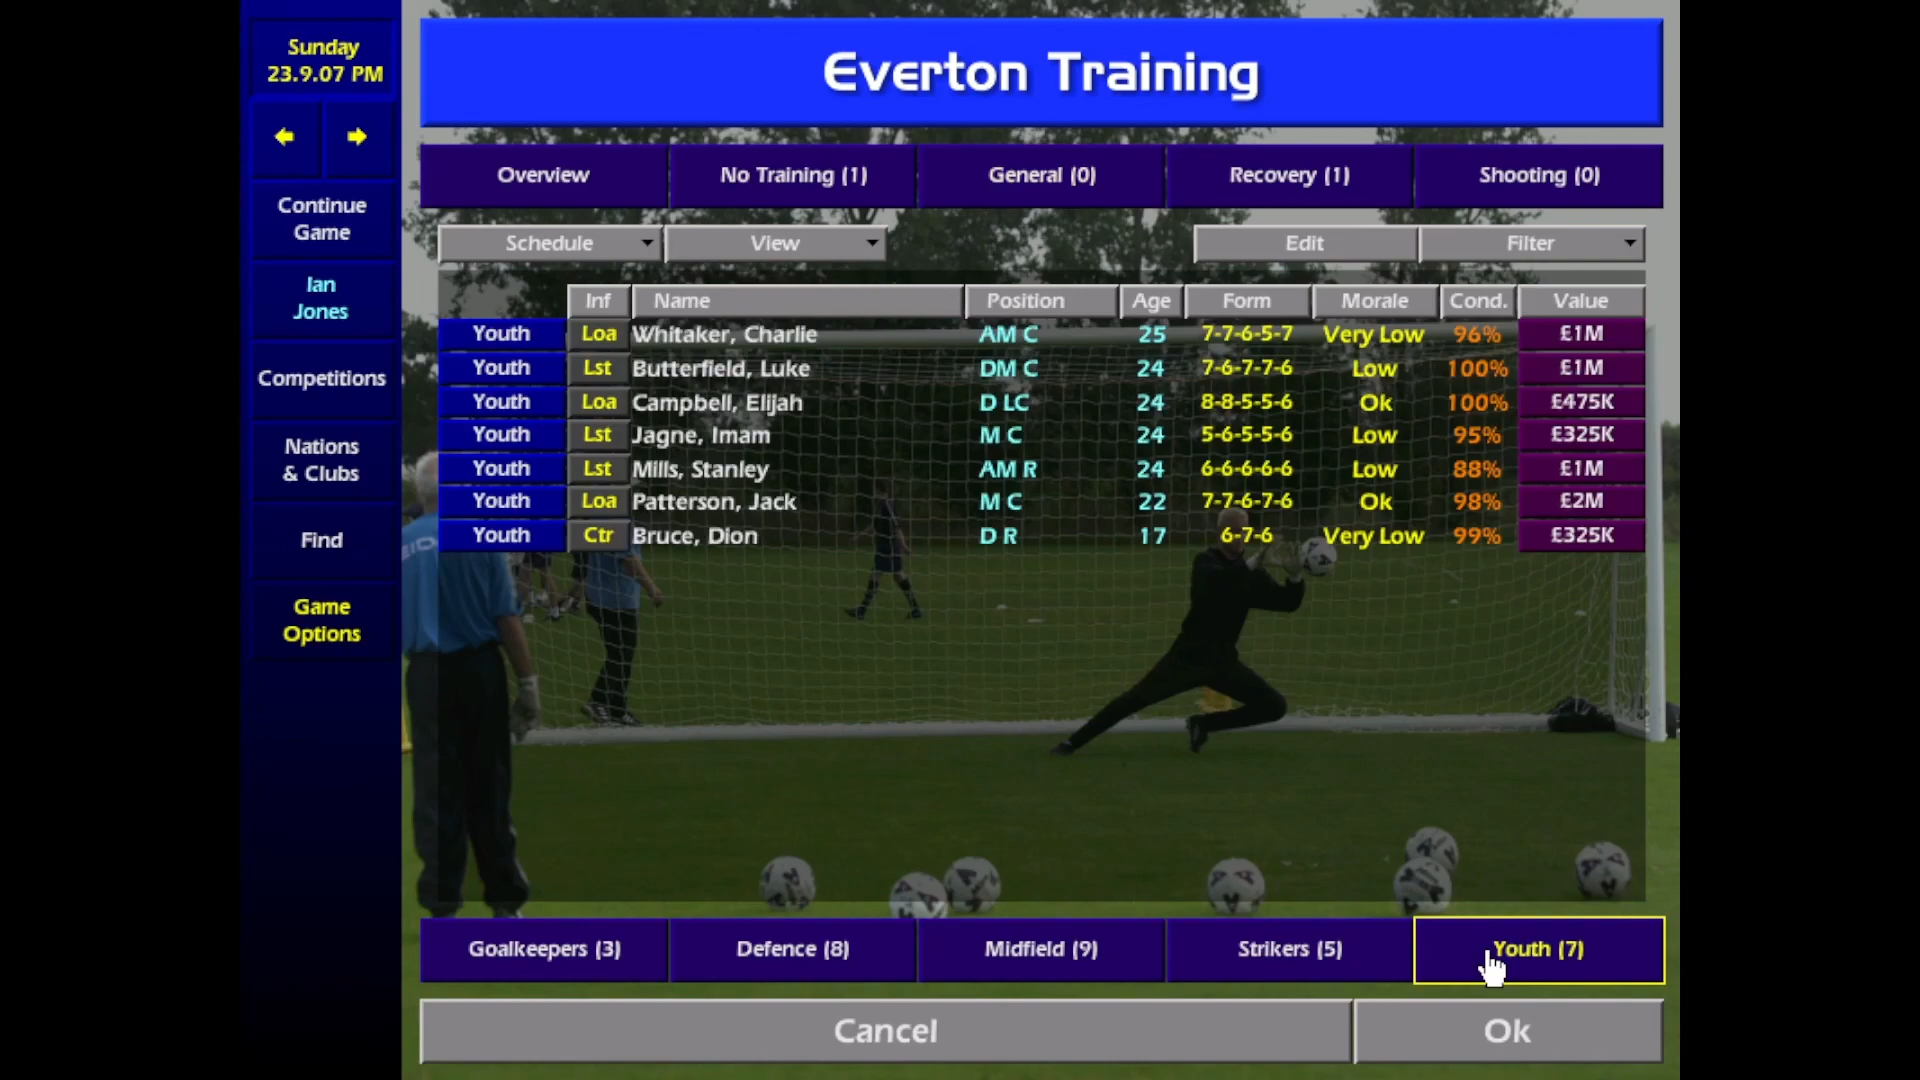 Sunday
23.9.07 PM
Continue
Game
Ian
Jones
Competitions
Nations
& Clubs
Find
Game
Options
Everton Training
Overview
No Training (1)
General (0)
Recovery (1)
Shooting (0)
Schedule
View
Edit
Filter
Inf Name Position Age Form Morale Cond. Value
Youth Loa Whitaker, Charlie AM C 25 7-7-6-5-7 Very Low 96% £1M
Youth Lst Butterfield, Luke DM C 24 7-6-7-7-6 Low 100% £1M
Youth Loa Campbell, Elijah D LC 24 8-8-5-5-6 Ok 100% £475K
Youth Lst Jagne, Imam M C 24 5-6-5-5-6 Low 95% £325K
Youth Lst Mills, Stanley AM R 24 6-6-6-6-6 Low 88% £1M
Youth Loa Patterson, Jack M C 22 7-7-6-7-6 Ok 98% £2M
Youth Ctr Bruce, Dion D R 17 6-7-6 Very Low 99% £325K
Goalkeepers (3)
Defence (8)
Midfield (9)
Strikers (5)
Youth (7)
Cancel
Ok